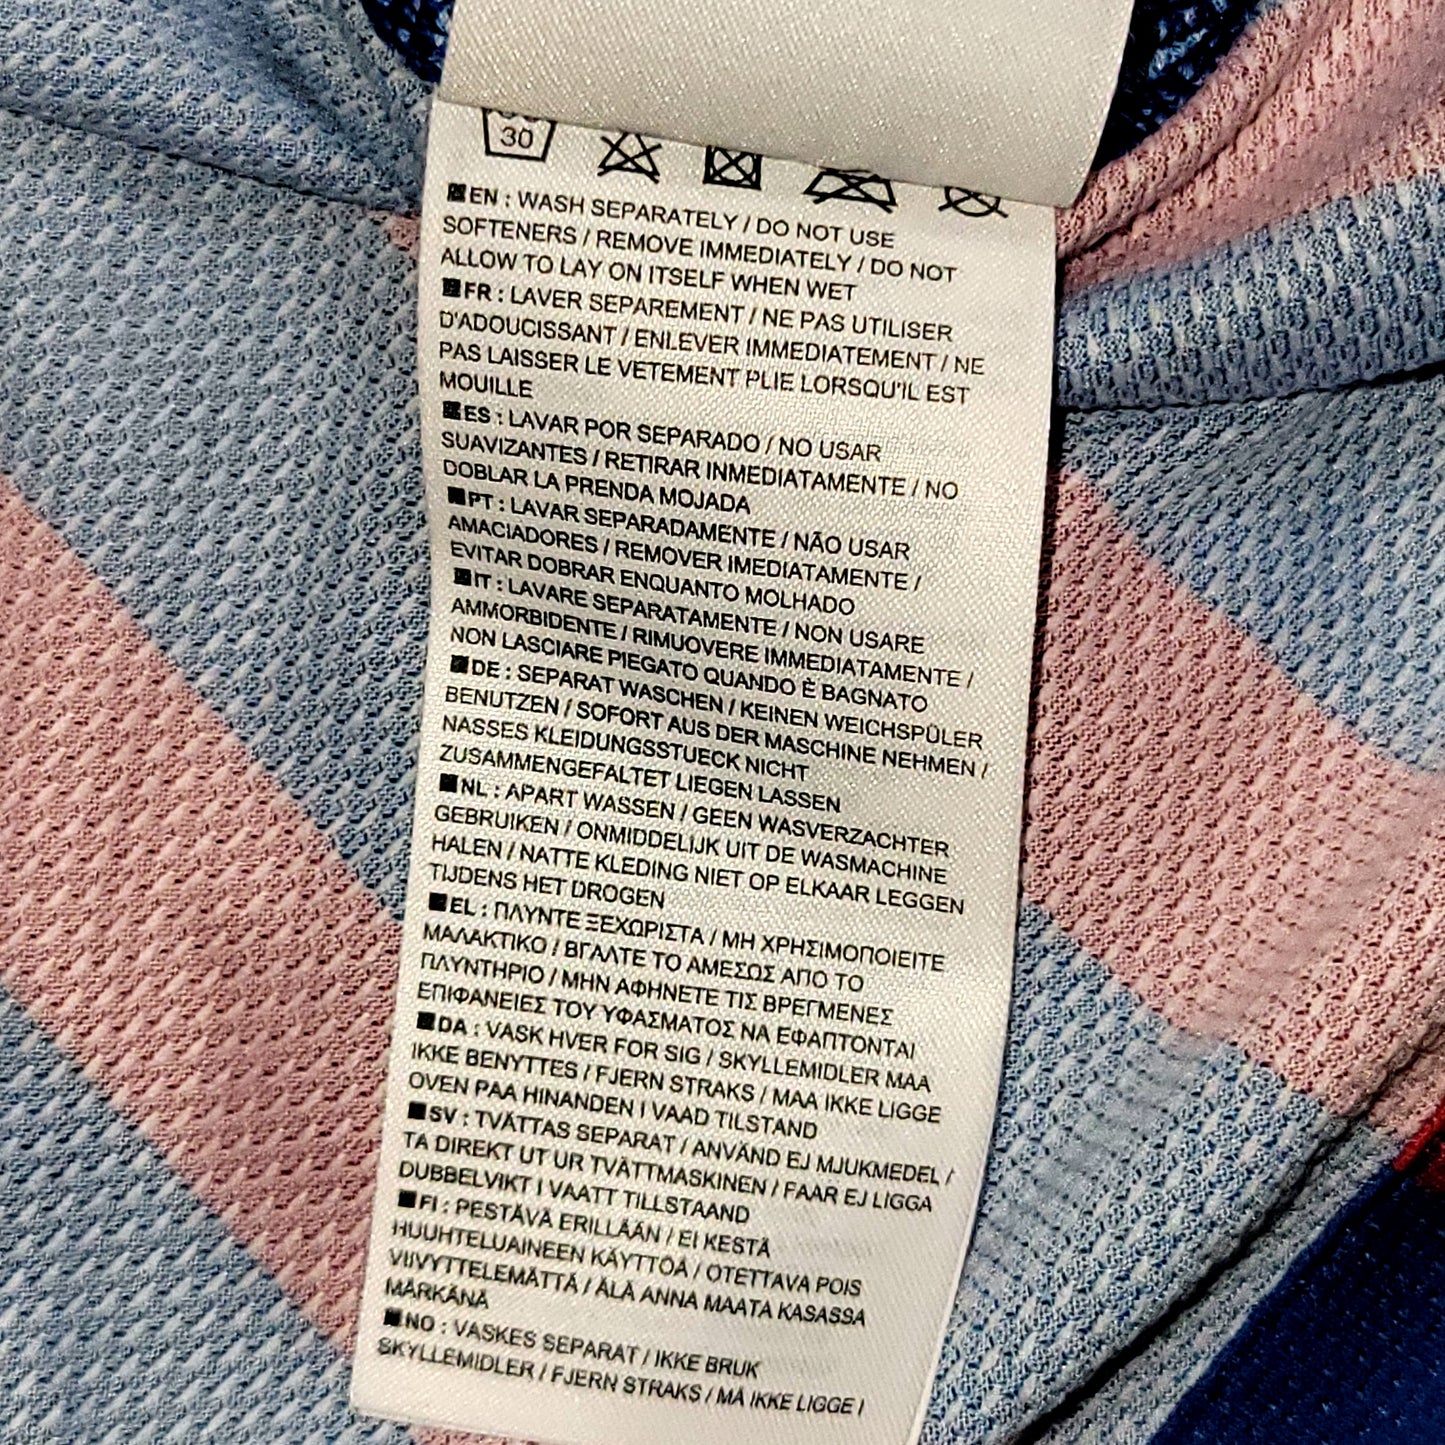 30
EN : WASH SEPARATELY / DO NOT USE
SOFTENERS / REMOVE IMMEDIATELY / DO NOT
ALLOW TO LAY ON ITSELF WHEN WET
FR : LAVER SEPAREMENT / NE PAS UTILISER
D'ADOUCISSANT / ENLEVER IMMEDIATEMENT / NE
PAS LAISSER LE VETEMENT PLIE LORSQU'IL EST
MOUILLE
ES : LAVAR POR SEPARADO / NO USAR
SUAVIZANTES / RETIRAR INMEDIATAMENTE / NO
DOBLAR LA PRENDA MOJADA
PT : LAVAR SEPARADAMENTE / NÃO USAR
AMACIADORES / REMOVER IMEDIATAMENTE /
EVITAR DOBRAR ENQUANTO MOLHADO
IT : LAVARE SEPARATAMENTE / NON USARE
AMMORBIDENTE / RIMUOVERE IMMEDIATAMENTE /
NON LASCIARE PIEGATO QUANDO È BAGNATO
DE : SEPARAT WASCHEN / KEINEN WEICHSPÜLER
BENUTZEN / SOFORT AUS DER MASCHINE NEHMEN /
NASSES KLEIDUNGSSTUECK NICHT
ZUSAMMENGEFALTET LIEGEN LASSEN
NL : APART WASSEN / GEEN WASVERZACHTER
GEBRUIKEN / ONMIDDELIJK UIT DE WASMACHINE
HALEN / NATTE KLEDING NIET OP ELKAAR LEGGEN
TIJDENS HET DROGEN
EL : ΠΛΥΝΤΕ ΞΕΧΩΡΙΣΤΑ / ΜΗ ΧΡΗΣΙΜΟΠΟΙΕΙΤΕ
ΜΑΛΑΚΤΙΚΟ / ΒΓΑΛΤΕ ΤΟ ΑΜΕΣΩΣ ΑΠΟ ΤΟ
ΠΛΥΝΤΗΡΙΟ / ΜΗΝ ΑΦΗΝΕΤΕ ΤΙΣ ΒΡΕΓΜΕΝΕΣ
ΕΠΙΦΑΝΕΙΕΣ ΤΟΥ ΥΦΑΣΜΑΤΟΣ ΝΑ ΕΦΑΠΤΟΝΤΑΙ
DA : VASK HVER FOR SIG / SKYLLEMIDLER MAA
IKKE BENYTTES / FJERN STRAKS / MAA IKKE LIGGE
OVEN PAA HINANDEN I VAAD TILSTAND
SV : TVÄTTAS SEPARAT / ANVÄND EJ MJUKMEDEL /
TA DIREKT UT UR TVÄTTMASKINEN / FAAR EJ LIGGA
DUBBELVIKT I VAATT TILLSTAAND
FI : PESTÄVÄ ERILLÄÄN / EI KESTÄ
HUUHTELUAINEEN KÄYTTÖÄ / OTETTAVA POIS
VIIVYTTELEMÄTTÄ / ÄLÄ ANNA MAATA KASASSA
MÄRKÄNÄ
NO : VASKES SEPARAT / IKKE BRUK
SKYLLEMIDLER / FJERN STRAKS / MÅ IKKE LIGGE I